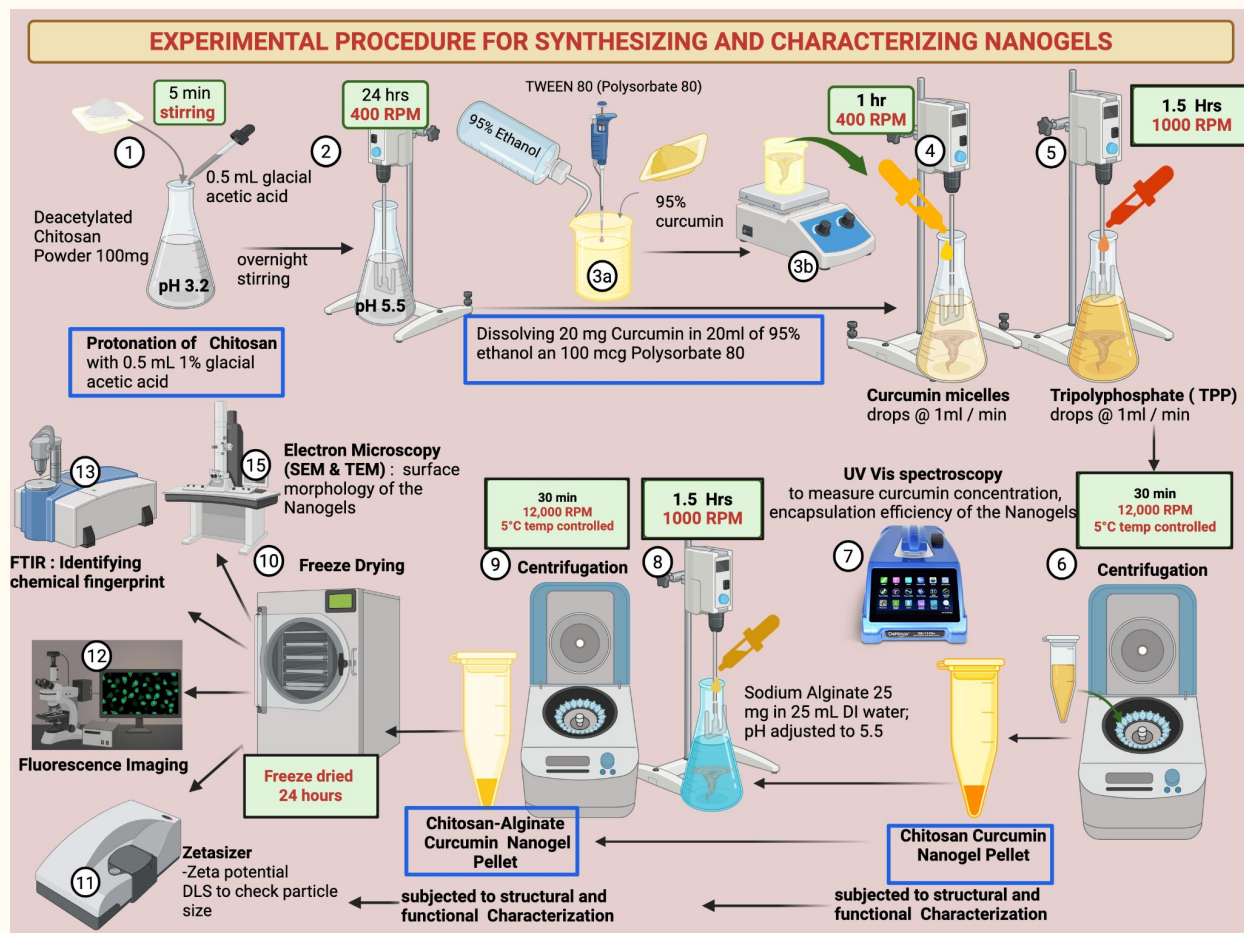 EXPERIMENTAL PROCEDURE FOR SYNTHESIZING AND CHARACTERIZING NANOGELS
5 min
stirring
1
0.5 mL glacial
acetic acid
Deacetylated
Chitosan
Powder 100mg
pH 3.2
overnight
stirring
24 hrs
400 RPM
2
pH 5.5
TWEEN 80 (Polysorbate 80)
95% Ethanol
95%
curcumin
3a
3b
1 hr
400 RPM
4
5
1.5 Hrs
1000 RPM
Protonation of Chitosan
with 0.5 mL 1% glacial
acetic acid
Dissolving 20 mg Curcumin in 20ml of 95%
ethanol an 100 mcg Polysorbate 80
Curcumin micelles
drops @ 1ml / min
Tripolyphosphate ( TPP)
drops @ 1ml / min
13
15
Electron Microscopy
(SEM & TEM) : surface
morphology of the
Nanogels
FTIR : Identifying
chemical fingerprint
10
Freeze Drying
30 min
12,000 RPM
5°C temp controlled
9
Centrifugation
1.5 Hrs
1000 RPM
8
UV Vis spectroscopy
to measure curcumin concentration,
encapsulation efficiency of the Nanogels
7
30 min
12,000 RPM
5°C temp controlled
6
Centrifugation
Sodium Alginate 25
mg in 25 mL DI water;
pH adjusted to 5.5
12
Fluorescence Imaging
Freeze dried
24 hours
Chitosan-Alginate
Curcumin Nanogel
Pellet
Chitosan Curcumin
Nanogel Pellet
11
Zetasizer
-Zeta potential
DLS to check particle
size
subjected to structural and
functional Characterization
subjected to structural and
functional Characterization